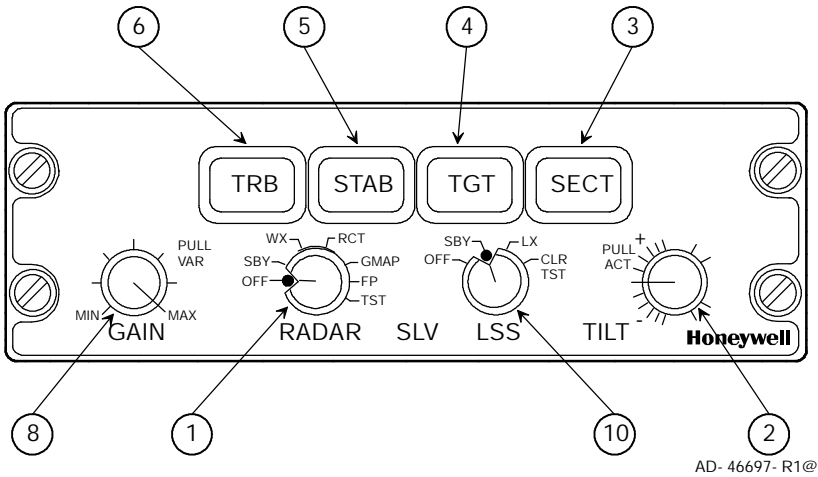 6 5 4 3
TRB STAB TGT SECT
PULL
VAR
MIN MAX
GAIN
WX RCT
SBY GMAP
OFF FP
TST
RADAR
SLV
SBY LX
OFF CLR
TST
LSS
+
PULL
ACT
-
TILT
Honeywell
8 1 10 2
AD- 46697- R1@